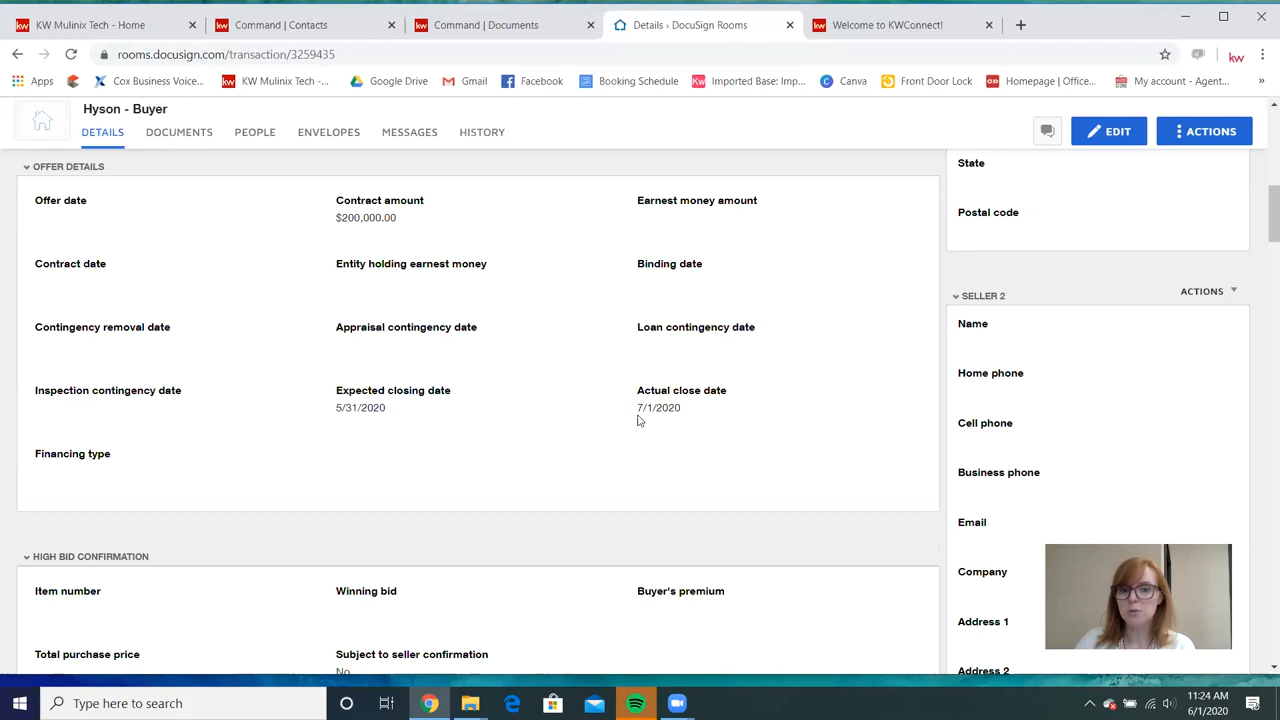 KW Mulinix Tech - Home
Command | Contacts
Command | Documents
Details › DocuSign Rooms
Welcome to KWConnect!
rooms.docusign.com/transaction/3259435
kw
Apps
Cox Business Voice...
KW Mulinix Tech -...
Google Drive
Gmail
Facebook
Booking Schedule
Imported Base: Imp...
Canva
Front Door Lock
Homepage | Office...
My account - Agent...
Hyson - Buyer
DETAILS DOCUMENTS PEOPLE ENVELOPES MESSAGES HISTORY
EDIT
ACTIONS
OFFER DETAILS
Offer date
Contract amount
$200,000.00
Earnest money amount
Contract date
Entity holding earnest money
Binding date
Contingency removal date
Appraisal contingency date
Loan contingency date
Inspection contingency date
Expected closing date
5/31/2020
Actual close date
7/1/2020
Financing type
HIGH BID CONFIRMATION
Item number
Winning bid
Buyer's premium
Total purchase price
Subject to seller confirmation
No
State
Postal code
SELLER 2
ACTIONS
Name
Home phone
Cell phone
Business phone
Email
Company
Address 1
Address 2
Type here to search
11:24 AM
6/1/2020